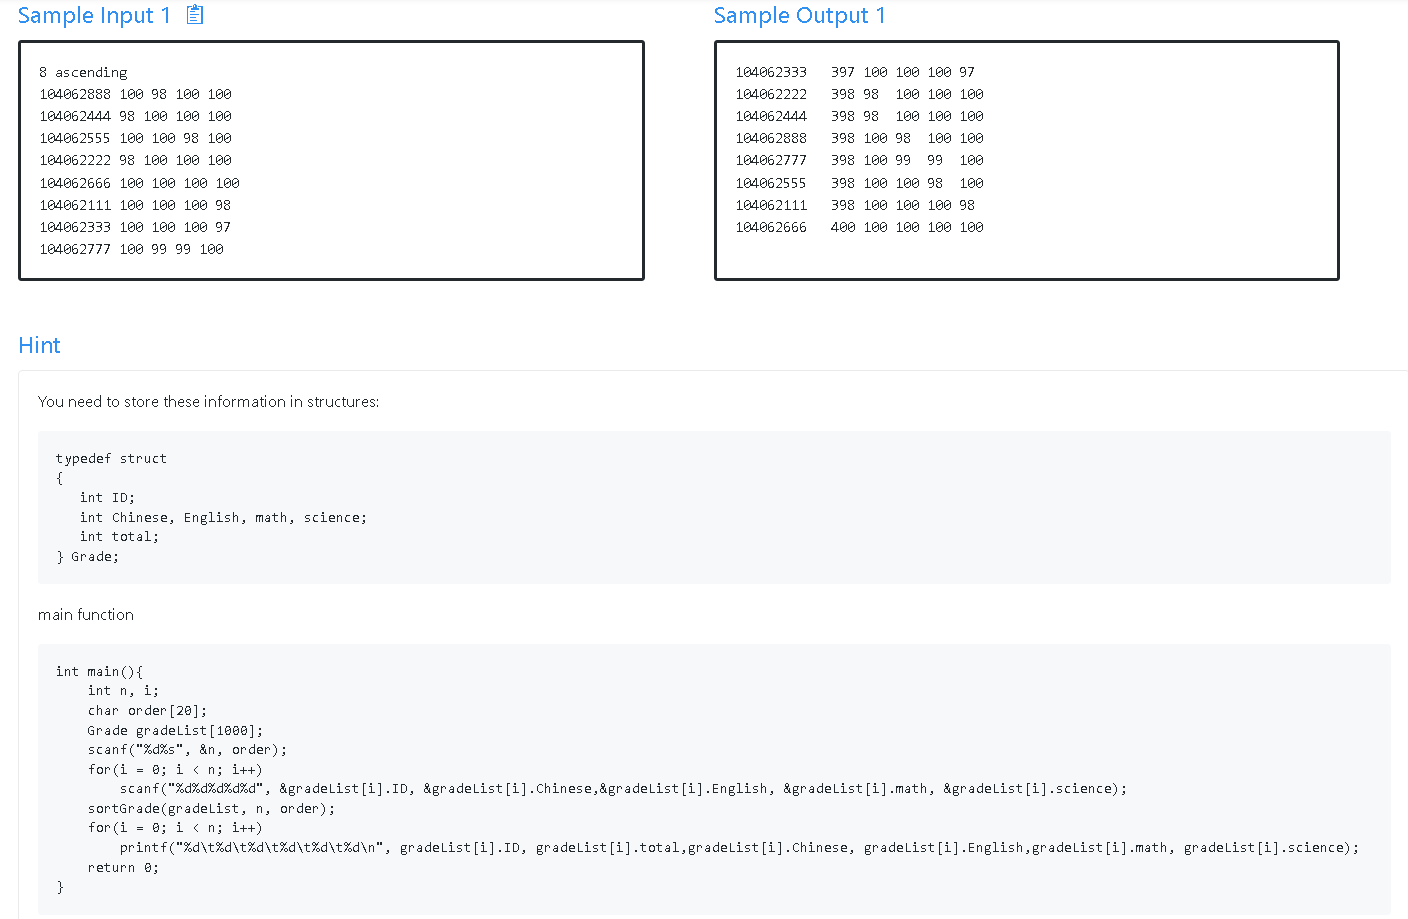 Sample Input 1
8 ascending
104062888 100 98 100 100
104062444 98 100 100 100
104062555 100 100 98 100
104062222 98 100 100 100
104062666 100 100 100 100
104062111 100 100 100 98
104062333 100 100 100 97
104062777 100 99 99 100
Sample Output 1
104062333   397 100 100 100 97
104062222   398 98  100 100 100
104062444   398 98  100 100 100
104062888   398 100 98  100 100
104062777   398 100 99  99  100
104062555   398 100 100 98  100
104062111   398 100 100 100 98
104062666   400 100 100 100 100
Hint
You need to store these information in structures:
typedef struct
{
   int ID;
   int Chinese, English, math, science;
   int total;
} Grade;
main function
int main(){
    int n, i;
    char order[20];
    Grade gradeList[1000];
    scanf("%d%s", &n, order);
    for(i = 0; i < n; i++)
        scanf("%d%d%d%d%d", &gradeList[i].ID, &gradeList[i].Chinese,&gradeList[i].English, &gradeList[i].math, &gradeList[i].science);
    sortGrade(gradeList, n, order);
    for(i = 0; i < n; i++)
        printf("%d\t%d\t%d\t%d\t%d\t%d\n", gradeList[i].ID, gradeList[i].total,gradeList[i].Chinese, gradeList[i].English,gradeList[i].math, gradeList[i].science);
    return 0;
}